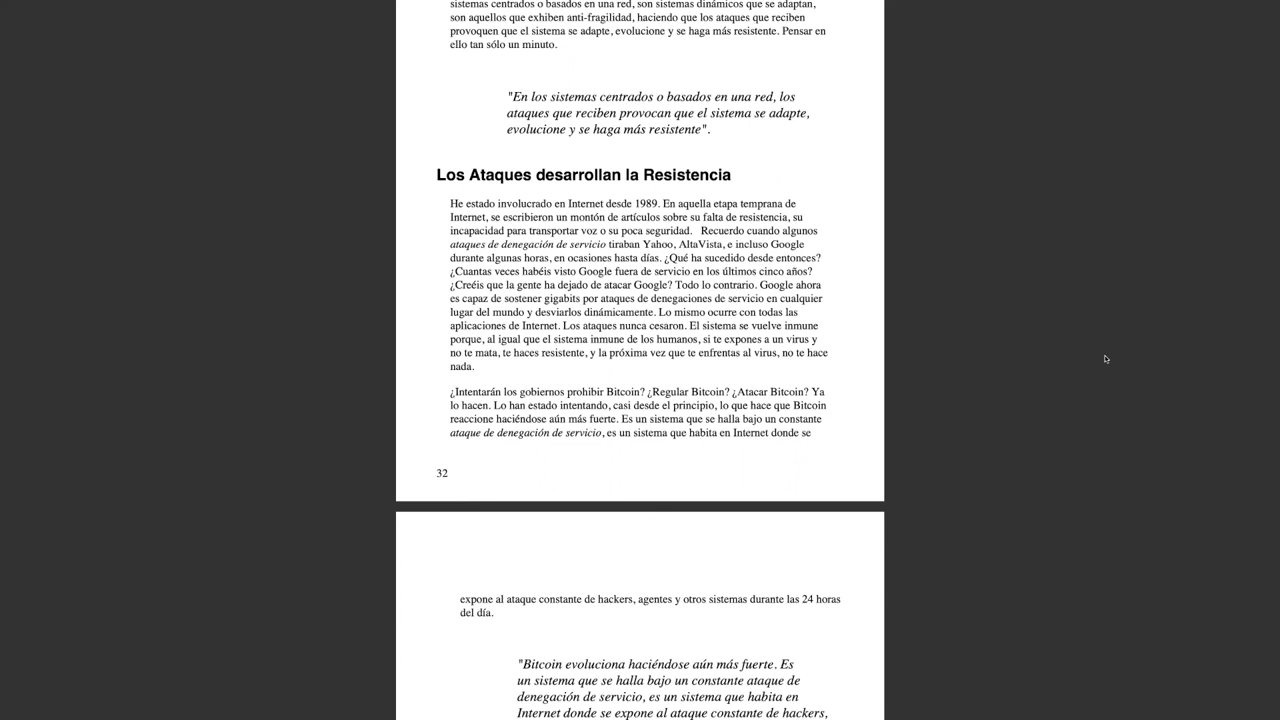 sistemas centrados o basados en una red, son sistemas dinámicos que se adaptan,
son aquellos que exhiben anti-fragilidad, haciendo que los ataques que reciben
provoquen que el sistema se adapte, evolucione y se haga más resistente. Pensar en
ello tan sólo un minuto.
"En los sistemas centrados o basados en una red, los
ataques que reciben provocan que el sistema se adapte,
evolucione y se haga más resistente".
Los Ataques desarrollan la Resistencia
He estado involucrado en Internet desde 1989. En aquella etapa temprana de
Internet, se escribieron un montón de artículos sobre su falta de resistencia, su
incapacidad para transportar voz o su poca seguridad. Recuerdo cuando algunos
ataques de denegación de servicio tiraban Yahoo, AltaVista, e incluso Google
durante algunas horas, en ocasiones hasta días. ¿Qué ha sucedido desde entonces?
¿Cuantas veces habéis visto Google fuera de servicio en los últimos cinco años?
¿Creéis que la gente ha dejado de atacar Google? Todo lo contrario. Google ahora
es capaz de sostener gigabits por ataques de denegaciones de servicio en cualquier
lugar del mundo y desviarlos dinámicamente. Lo mismo ocurre con todas las
aplicaciones de Internet. Los ataques nunca cesaron. El sistema se vuelve inmune
porque, al igual que el sistema inmune de los humanos, si te expones a un virus y
no te mata, te haces resistente, y la próxima vez que te enfrentas al virus, no te hace
nada.
¿Intentarán los gobiernos prohibir Bitcoin? ¿Regular Bitcoin? ¿Atacar Bitcoin? Ya
lo hacen. Lo han estado intentando, casi desde el principio, lo que hace que Bitcoin
reaccione haciéndose aún más fuerte. Es un sistema que se halla bajo un constante
ataque de denegación de servicio, es un sistema que habita en Internet donde se
32
expone al ataque constante de hackers, agentes y otros sistemas durante las 24 horas
del día.
"Bitcoin evoluciona haciéndose aún más fuerte. Es
un sistema que se halla bajo un constante ataque de
denegación de servicio, es un sistema que habita en
Internet donde se expone al ataque constante de hackers,